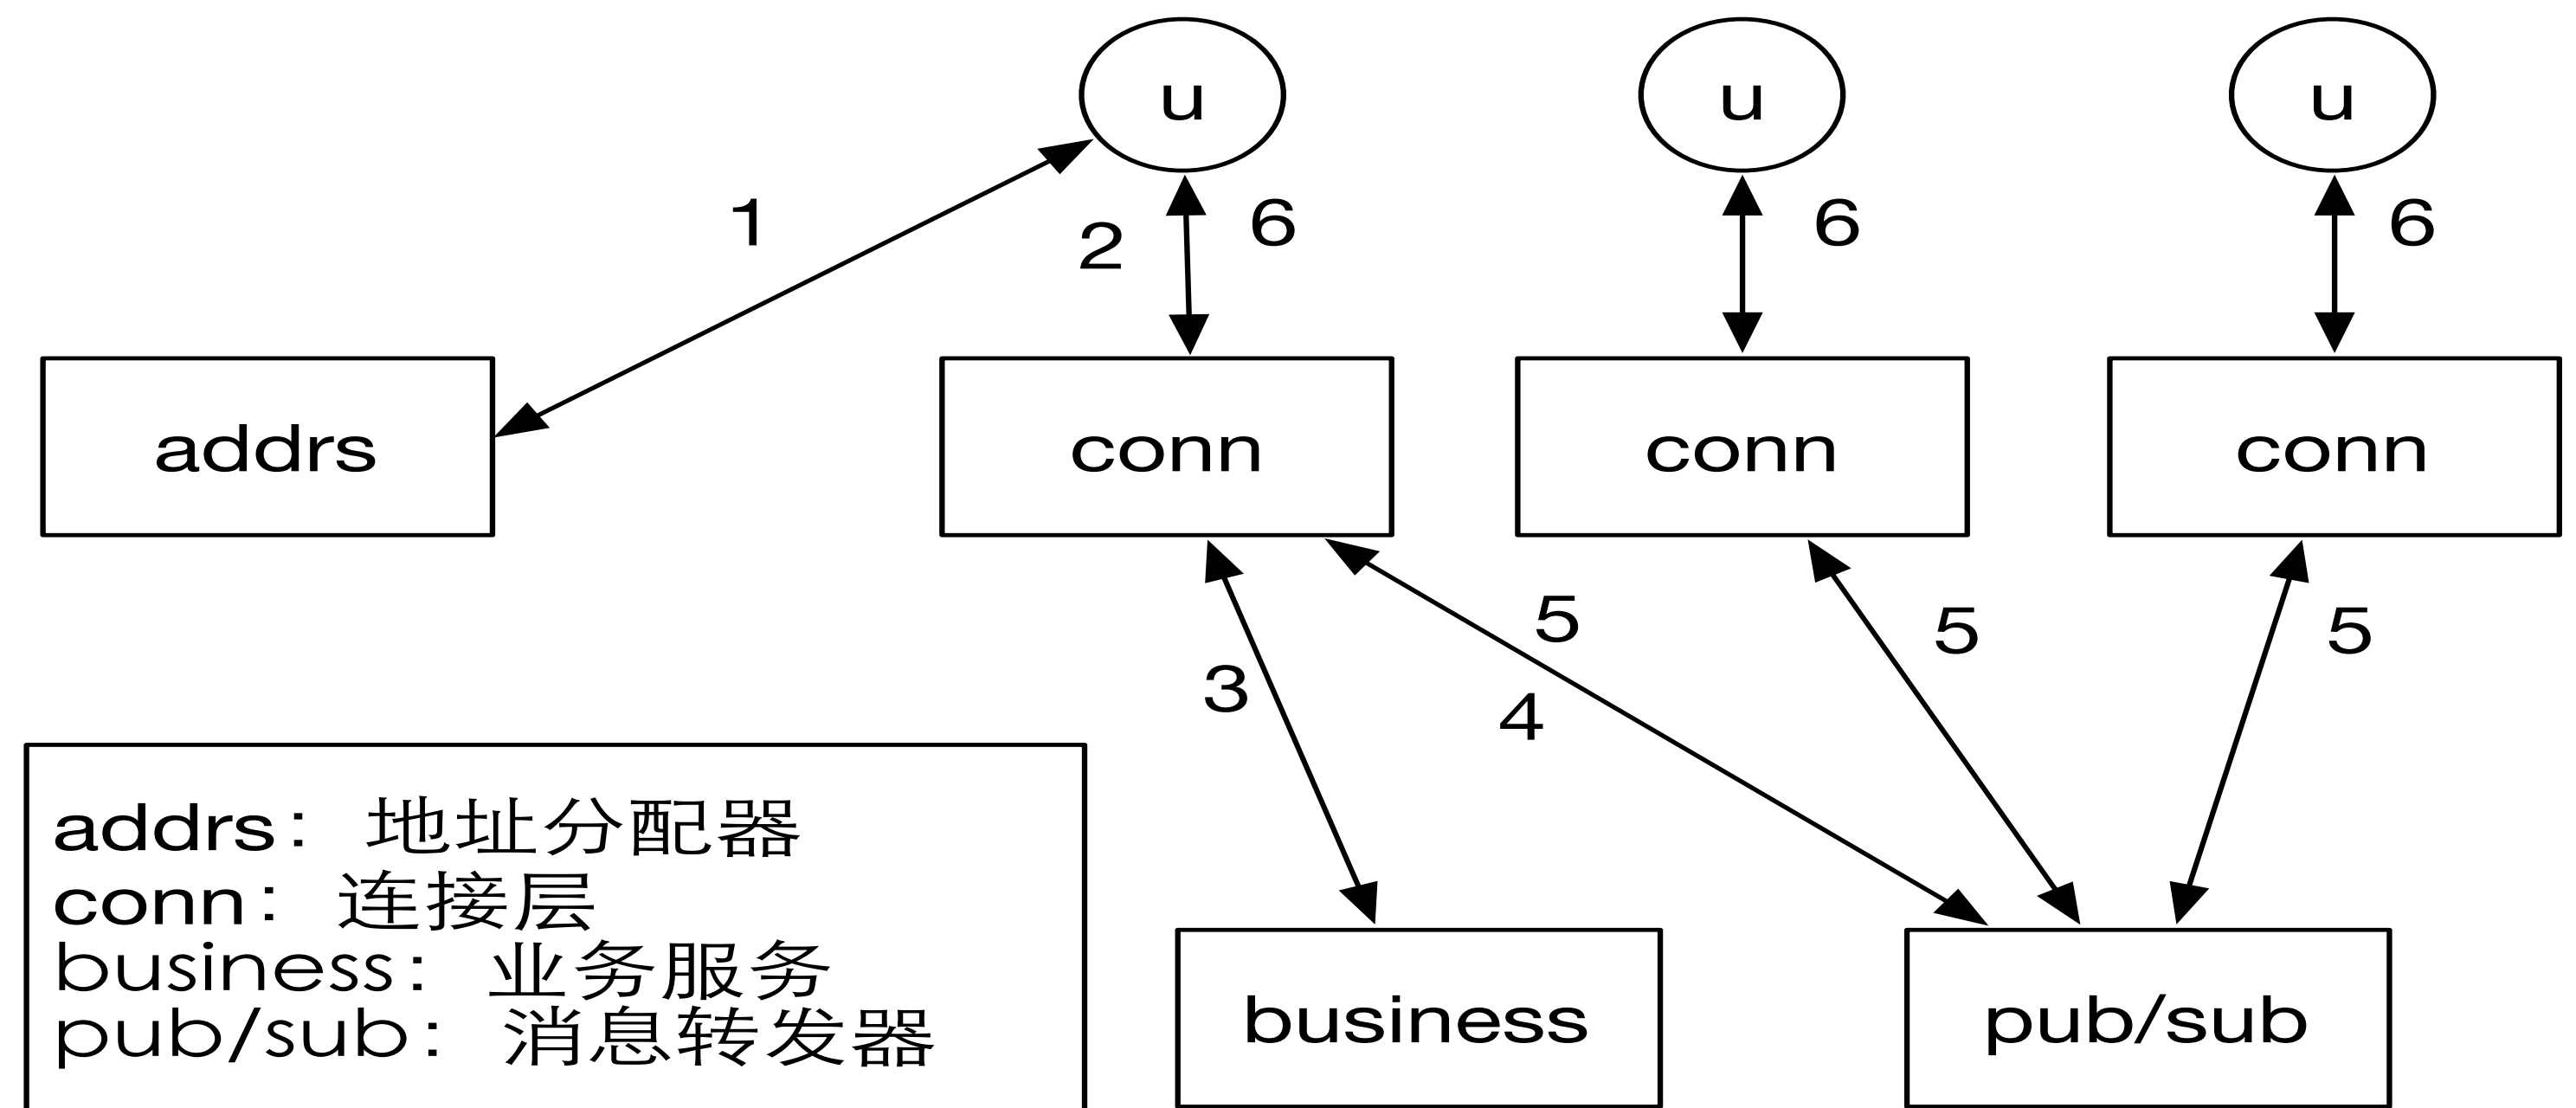 u
u
u
1
2
6
6
6
addrs
conn
conn
conn
5
5
5
3
4
addrs： 地址分配器
conn： 连接层
business： 业务服务
pub/sub： 消息转发器
business
pub/sub